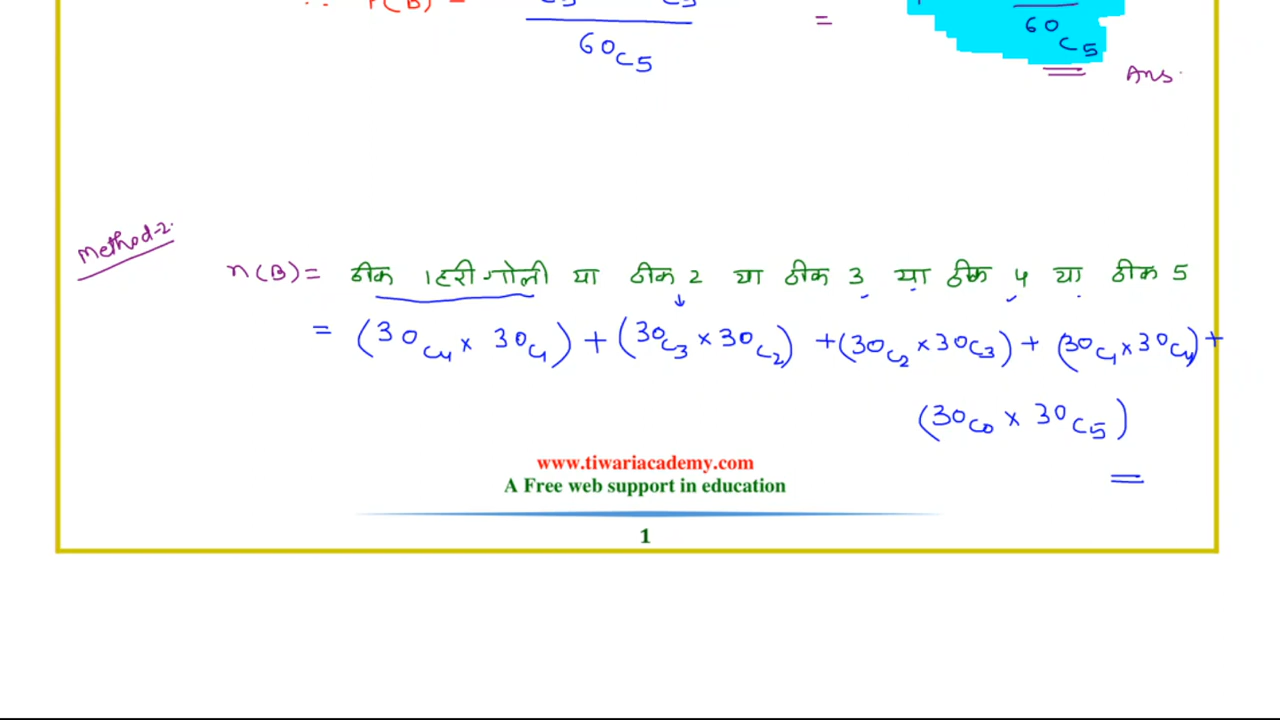 ∴ P(B) =
60C5 = 60C5
Ans.
Method-2.
n(B) = ठीक 1 हरी गोली या ठीक 2 या ठीक 3 या ठीक 4 या ठीक 5
= (30C4 × 30C1) + (30C3 × 30C2) + (30C2 × 30C3) + (30C1 × 30C4) +
(30C0 × 30C5)
www.tiwariacademy.com
A Free web support in education
1